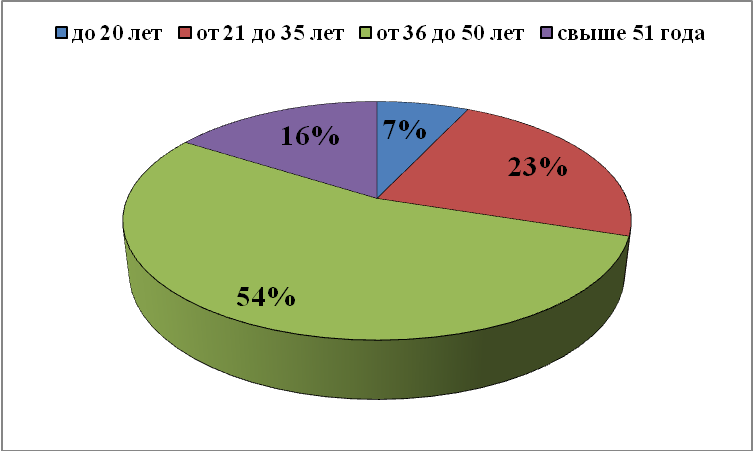 до 20 лет от 21 до 35 лет от 36 до 50 лет свыше 51 года
7%
16%
23%
54%